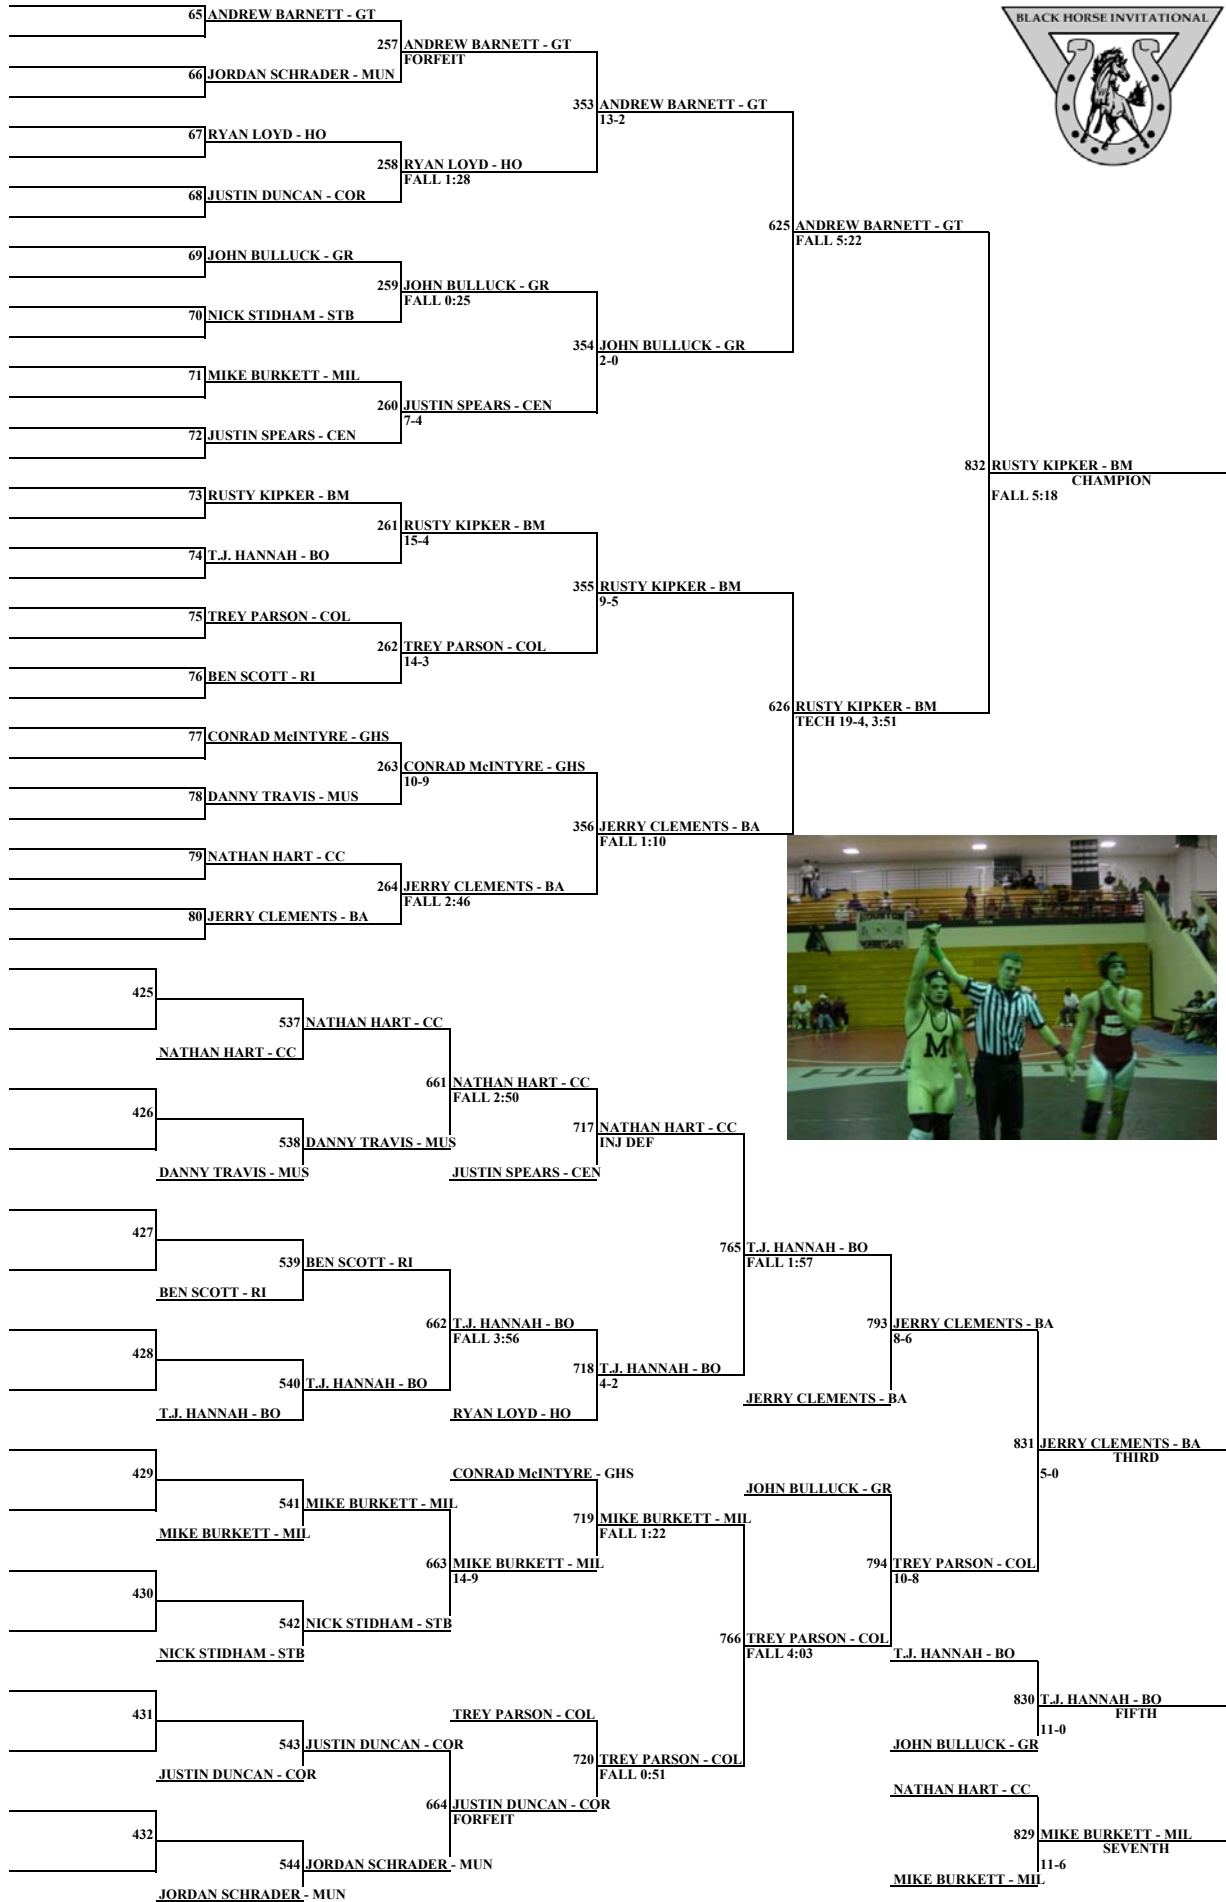 BLACK HORSE INVITATIONAL
65 ANDREW BARNETT - GT
257 ANDREW BARNETT - GT
FORFEIT
66 JORDAN SCHRADER - MUN
353 ANDREW BARNETT - GT
13-2
67 RYAN LOYD - HO
258 RYAN LOYD - HO
FALL 1:28
68 JUSTIN DUNCAN - COR
625 ANDREW BARNETT - GT
FALL 5:22
69 JOHN BULLUCK - GR
259 JOHN BULLUCK - GR
FALL 0:25
70 NICK STIDHAM - STB
354 JOHN BULLUCK - GR
2-0
71 MIKE BURKETT - MIL
260 JUSTIN SPEARS - CEN
7-4
72 JUSTIN SPEARS - CEN
832 RUSTY KIPKER - BM
CHAMPION
FALL 5:18
73 RUSTY KIPKER - BM
261 RUSTY KIPKER - BM
15-4
74 T.J. HANNAH - BO
355 RUSTY KIPKER - BM
9-5
75 TREY PARSON - COL
262 TREY PARSON - COL
14-3
76 BEN SCOTT - RI
626 RUSTY KIPKER - BM
TECH 19-4, 3:51
77 CONRAD McINTYRE - GHS
263 CONRAD McINTYRE - GHS
10-9
78 DANNY TRAVIS - MUS
356 JERRY CLEMENTS - BA
FALL 1:10
79 NATHAN HART - CC
264 JERRY CLEMENTS - BA
FALL 2:46
80 JERRY CLEMENTS - BA
HOUSTON
M
425
537 NATHAN HART - CC
NATHAN HART - CC
661 NATHAN HART - CC
FALL 2:50
426
717 NATHAN HART - CC
INJ DEF
538 DANNY TRAVIS - MUS
DANNY TRAVIS - MUS
JUSTIN SPEARS - CEN
427
765 T.J. HANNAH - BO
FALL 1:57
539 BEN SCOTT - RI
BEN SCOTT - RI
662 T.J. HANNAH - BO
FALL 3:56
793 JERRY CLEMENTS - BA
8-6
428
718 T.J. HANNAH - BO
4-2
540 T.J. HANNAH - BO
JERRY CLEMENTS - BA
T.J. HANNAH - BO
RYAN LOYD - HO
831 JERRY CLEMENTS - BA
THIRD
5-0
429
CONRAD McINTYRE - GHS
JOHN BULLUCK - GR
541 MIKE BURKETT - MIL
719 MIKE BURKETT - MIL
FALL 1:22
MIKE BURKETT - MIL
663 MIKE BURKETT - MIL
14-9
794 TREY PARSON - COL
10-8
430
542 NICK STIDHAM - STB
766 TREY PARSON - COL
FALL 4:03
NICK STIDHAM - STB
T.J. HANNAH - BO
830 T.J. HANNAH - BO
FIFTH
11-0
431
TREY PARSON - COL
543 JUSTIN DUNCAN - COR
JOHN BULLUCK - GR
720 TREY PARSON - COL
FALL 0:51
JUSTIN DUNCAN - COR
NATHAN HART - CC
664 JUSTIN DUNCAN - COR
FORFEIT
432
829 MIKE BURKETT - MIL
SEVENTH
11-6
544 JORDAN SCHRADER - MUN
MIKE BURKETT - MIL
JORDAN SCHRADER - MUN